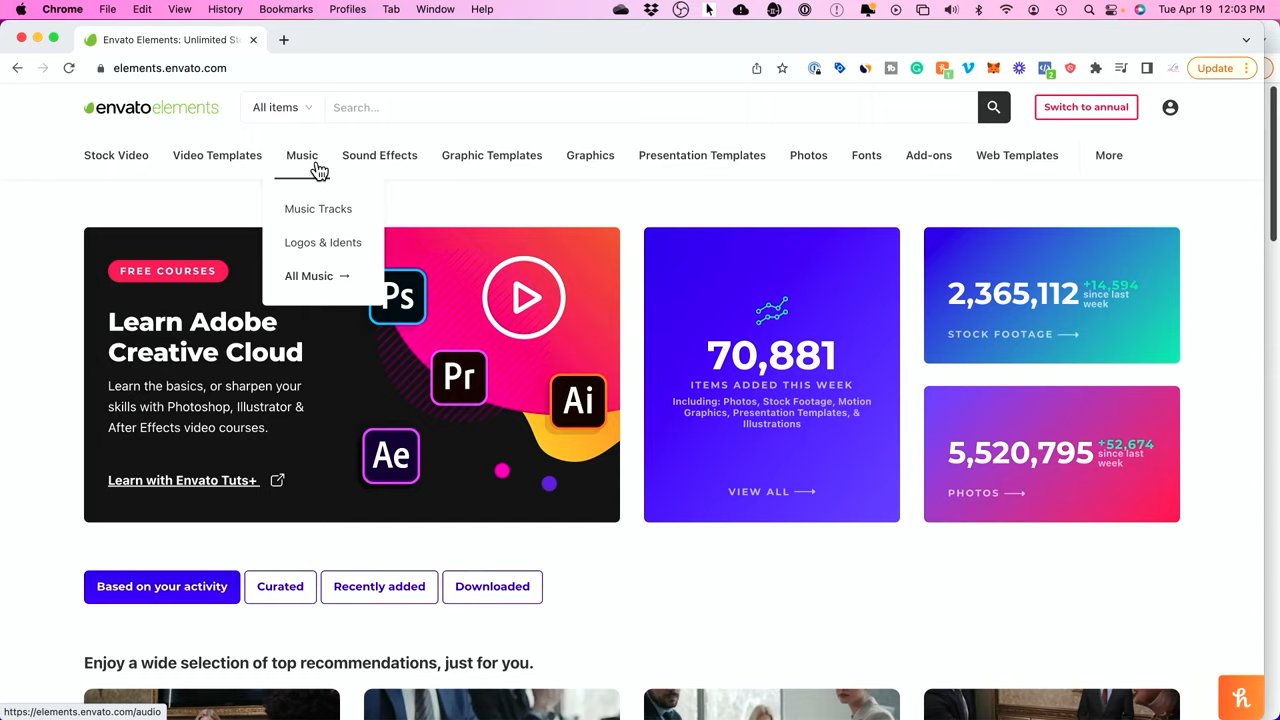 Chrome File Edit View History Bookmarks Profiles Tab Window Help
Tue Apr 19 12:03 PM
Envato Elements: Unlimited St
elements.envato.com
1
2
Update
envatoelements
All items
Search...
Switch to annual
Stock Video Video Templates Music Sound Effects Graphic Templates Graphics Presentation Templates Photos Fonts Add-ons Web Templates More
Music Tracks
Logos & Idents
All Music →
FREE COURSES
Learn Adobe
Creative Cloud
Learn the basics, or sharpen your
skills with Photoshop, Illustrator &
After Effects video courses.
Learn with Envato Tuts+
Ps
Pr
Ai
Ae
70,881
ITEMS ADDED THIS WEEK
Including: Photos, Stock Footage, Motion
Graphics, Presentation Templates, &
Illustrations
VIEW ALL
2,365,112 +14,594
since last
week
STOCK FOOTAGE
5,520,795 +52,674
since last
week
PHOTOS
Based on your activity
Curated
Recently added
Downloaded
Enjoy a wide selection of top recommendations, just for you.
https://elements.envato.com/audio